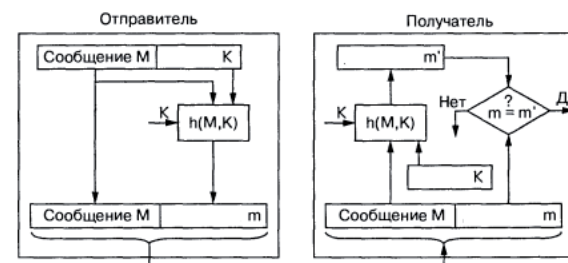 Отправитель
Сообщение M K
K
h(M,K)
Сообщение M m
Получатель
m'
Нет
?
m = m'
Д
K
h(M,K)
K
Сообщение M m